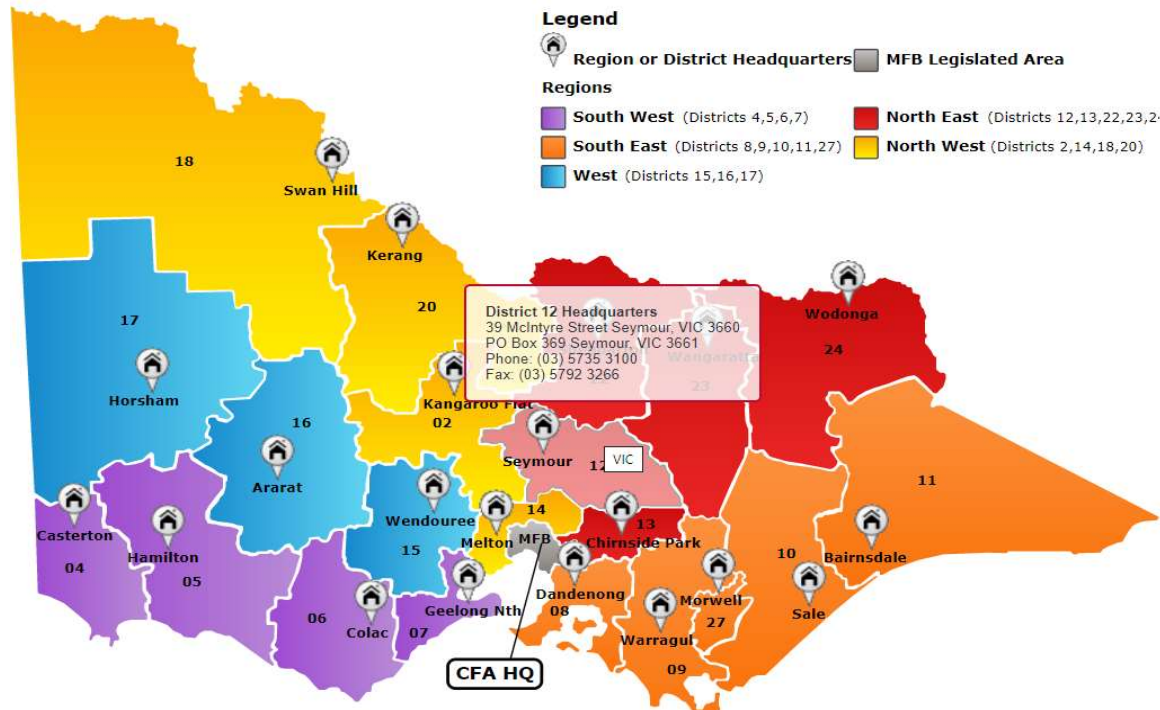 Legend
Region or District Headquarters
MFB Legislated Area
Regions
South West (Districts 4,5,6,7)
North East (Districts 12,13,22,23,24
South East (Districts 8,9,10,11,27)
North West (Districts 2,14,18,20)
West (Districts 15,16,17)
18
Swan Hill
Kerang
17
20
Wodonga
District 12 Headquarters
39 McIntyre Street Seymour, VIC 3660
PO Box 369 Seymour, VIC 3661
Phone: (03) 5735 3100
Fax: (03) 5792 3266
Wangaratta
24
22
23
Horsham
Kangaroo Flat
02
16
Seymour
12
VIC
Ararat
11
Wendouree
14
13
Casterton
Hamilton
Melton
MFB
Chirnside Park
15
10
Bairnsdale
04
05
Geelong Nth
Dandenong
08
Morwell
Sale
06
Colac
07
27
Warragul
09
CFA HQ